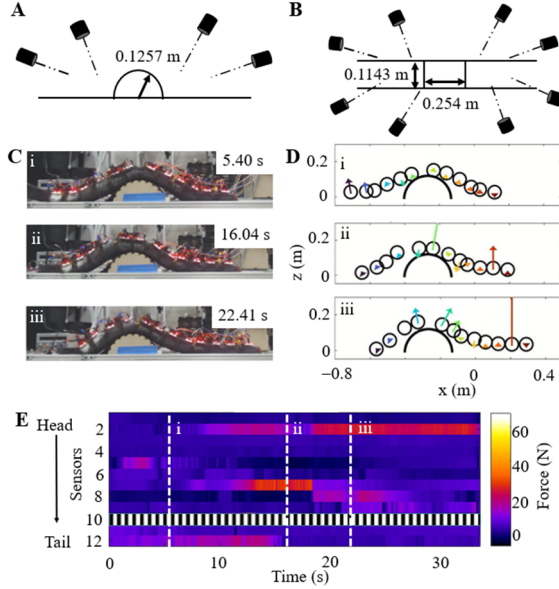 A
0.1257 m
B
0.1143 m
0.254 m
C
i
5.40 s
ii
16.04 s
iii
22.41 s
D
i
0.2
0
ii
0.2
0
z (m)
iii
0.2
0
−0.8
−0.4
0
0.4
x (m)
E
Head
Sensors
Tail
2
4
6
8
10
12
i
ii
iii
0
10
20
30
Time (s)
60
40
20
0
Force (N)